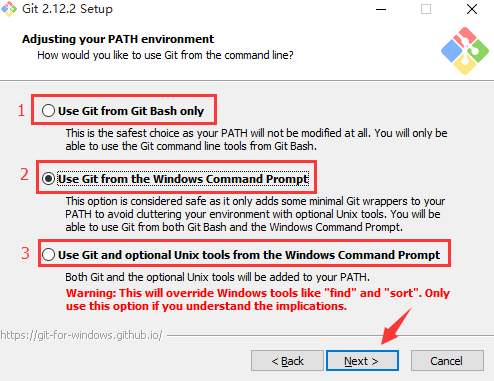 Git 2.12.2 Setup
Adjusting your PATH environment
How would you like to use Git from the command line?
1 Use Git from Git Bash only
This is the safest choice as your PATH will not be modified at all. You will only be
able to use the Git command line tools from Git Bash.
2 Use Git from the Windows Command Prompt
This option is considered safe as it only adds some minimal Git wrappers to your
PATH to avoid cluttering your environment with optional Unix tools. You will be
able to use Git from both Git Bash and the Windows Command Prompt.
3 Use Git and optional Unix tools from the Windows Command Prompt
Both Git and the optional Unix tools will be added to your PATH.
Warning: This will override Windows tools like "find" and "sort". Only
use this option if you understand the implications.
https://git-for-windows.github.io/
< Back Next > Cancel